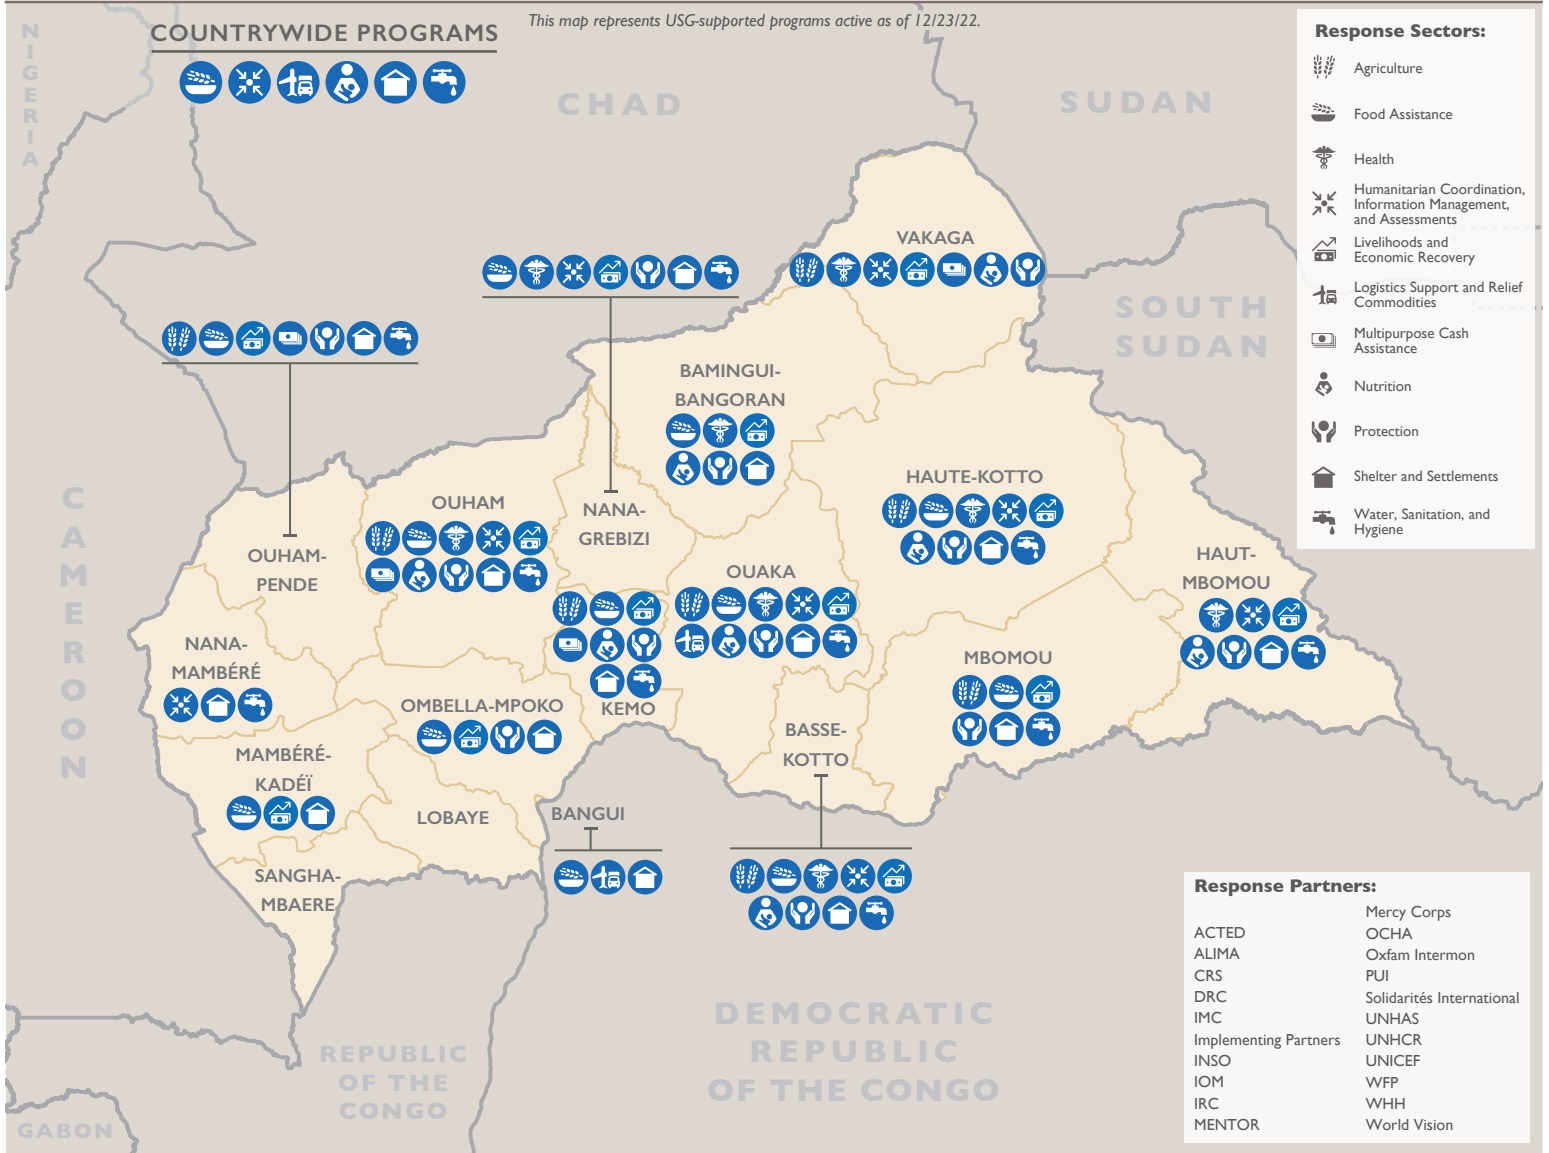 This map represents USG-supported programs active as of 12/23/22.
COUNTRYWIDE PROGRAMS
NIGERIA
CHAD
SUDAN
SOUTH
SUDAN
CAMEROON
VAKAGA
BAMINGUI-
BANGORAN
HAUTE-KOTTO
OUHAM
NANA-
GREBIZI
OUHAM-
PENDE
OUAKA
HAUT-
MBOMOU
NANA-
MAMBÉRÉ
MBOMOU
OMBELLA-MPOKO
KEMO
BASSE-
KOTTO
MAMBÉRÉ-
KADÉÏ
LOBAYE
BANGUI
SANGHA-
MBAERE
DEMOCRATIC
REPUBLIC
OF THE CONGO
REPUBLIC
OF THE
CONGO
GABON
Response Sectors:
Agriculture
Food Assistance
Health
Humanitarian Coordination,
Information Management,
and Assessments
Livelihoods and
Economic Recovery
Logistics Support and Relief
Commodities
Multipurpose Cash
Assistance
Nutrition
Protection
Shelter and Settlements
Water, Sanitation, and
Hygiene
Response Partners:
ACTED
ALIMA
CRS
DRC
IMC
Implementing Partners
INSO
IOM
IRC
MENTOR
Mercy Corps
OCHA
Oxfam Intermon
PUI
Solidarités International
UNHAS
UNHCR
UNICEF
WFP
WHH
World Vision